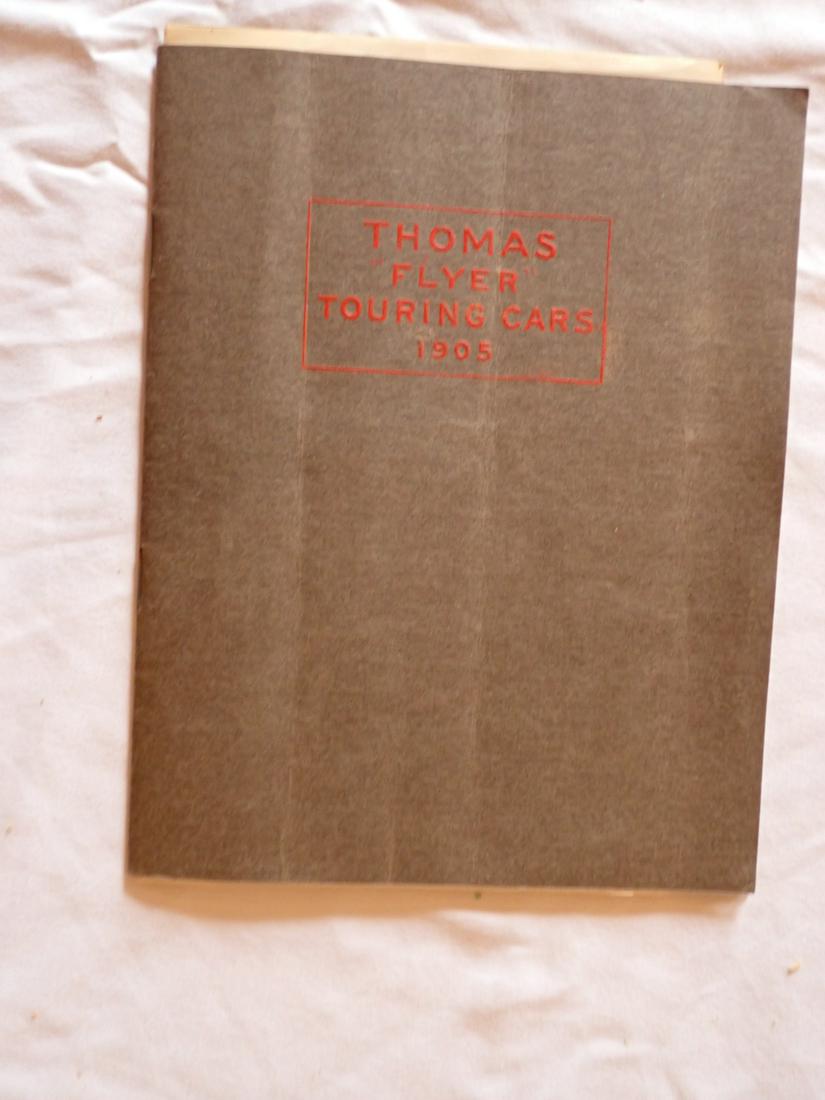 THOMAS
"FLYER"
TOURING CARS
1905